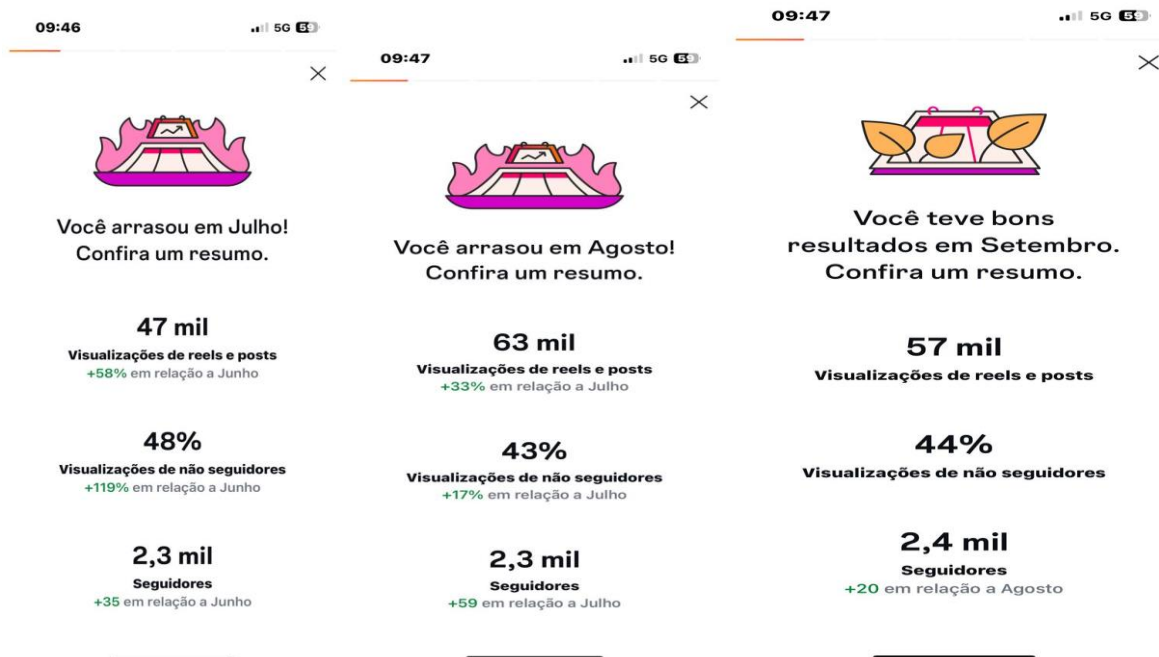 09:46
5G 59
Você arrasou em Julho!
Confira um resumo.
47 mil
Visualizações de reels e posts
+58% em relação a Junho
48%
Visualizações de não seguidores
+119% em relação a Junho
2,3 mil
Seguidores
+35 em relação a Junho
09:47
5G 59
Você arrasou em Agosto!
Confira um resumo.
63 mil
Visualizações de reels e posts
+33% em relação a Julho
43%
Visualizações de não seguidores
+17% em relação a Julho
2,3 mil
Seguidores
+59 em relação a Julho
09:47
5G 59
Você teve bons
resultados em Setembro.
Confira um resumo.
57 mil
Visualizações de reels e posts
44%
Visualizações de não seguidores
2,4 mil
Seguidores
+20 em relação a Agosto